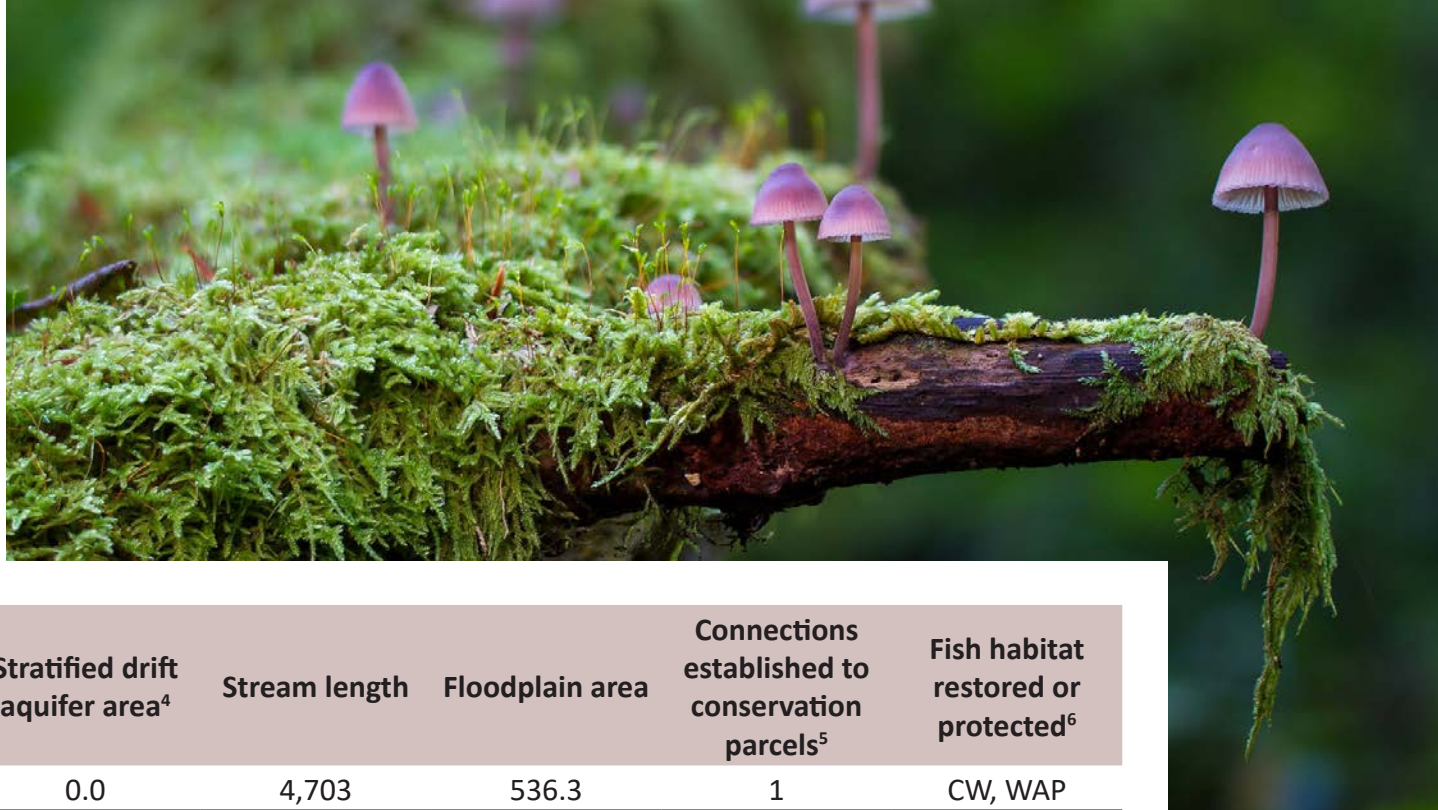 Stratified drift
aquifer area4
Stream length
Floodplain area
Connections
established to
conservation
parcels5
Fish habitat
restored or
protected6
0.0
4,703
536.3
1
CW, WAP